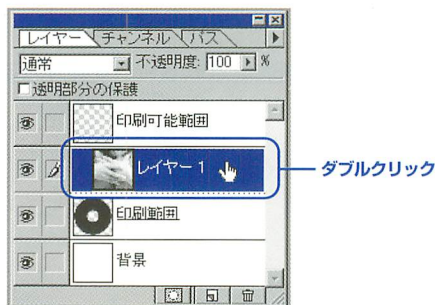 レイヤー チャンネル パス
通常 不透明度: 100 %
透明部分の保護
印刷可能範囲
レイヤー 1
ダブルクリック
印刷範囲
背景